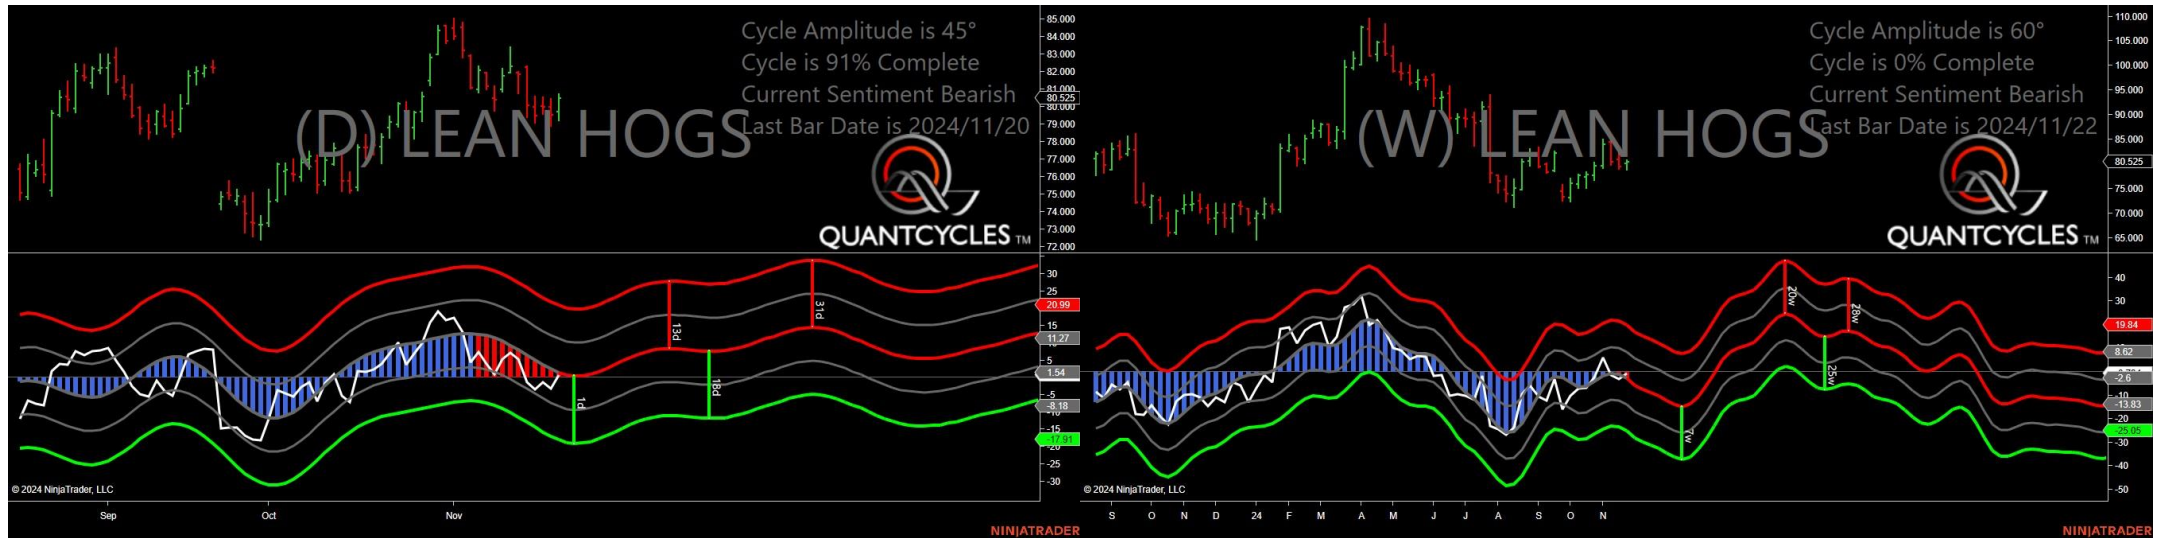 Cycle Amplitude is 45°
Cycle is 91% Complete
Current Sentiment Bearish
Last Bar Date is 2024/11/20
(D) LEAN HOGS
QUANTCYCLES TM
85.000
84.000
83.000
82.000
81.000
80.525
80.000
79.000
78.000
77.000
76.000
75.000
74.000
73.000
72.000
30
25
20.99
15
11.27
5
1.54
-5
-8.18
-10
-15
-17.91
-20
-25
-30
1d
13d
18d
31d
© 2024 NinjaTrader, LLC
Sep Oct Nov
NINJATRADER
Cycle Amplitude is 60°
Cycle is 0% Complete
Current Sentiment Bearish
Last Bar Date is 2024/11/22
(W) LEAN HOGS
QUANTCYCLES TM
110.000
105.000
100.000
95.000
90.000
85.000
80.525
75.000
70.000
65.000
40
30
19.84
8.62
-2.6
-10
-13.83
-20
-25.05
-30
-40
-50
7w
20w
25w
28w
© 2024 NinjaTrader, LLC
S O N D 24 F M A M J J A S O N
NINJATRADER